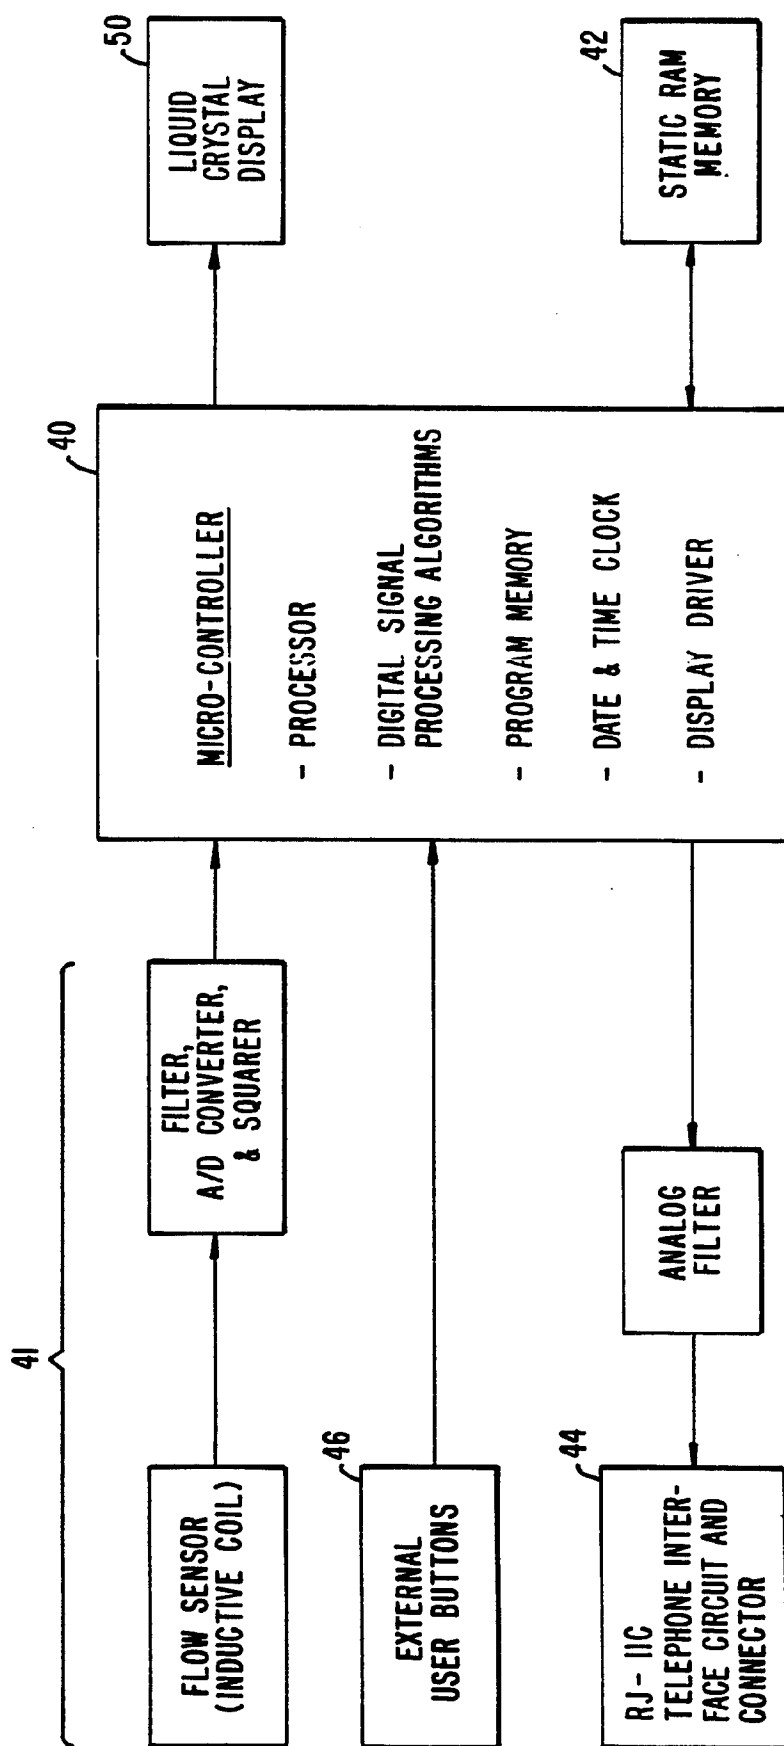 41
FLOW SENSOR
(INDUCTIVE COIL)
FILTER,
A/D CONVERTER,
& SQUARER
40
MICRO-CONTROLLER
- PROCESSOR
- DIGITAL SIGNAL
PROCESSING ALGORITHMS
- PROGRAM MEMORY
- DATE & TIME CLOCK
- DISPLAY DRIVER
50
LIQUID
CRYSTAL
DISPLAY
46
EXTERNAL
USER BUTTONS
44
RJ-11C
TELEPHONE INTER-
FACE CIRCUIT AND
CONNECTOR
ANALOG
FILTER
42
STATIC RAM
MEMORY